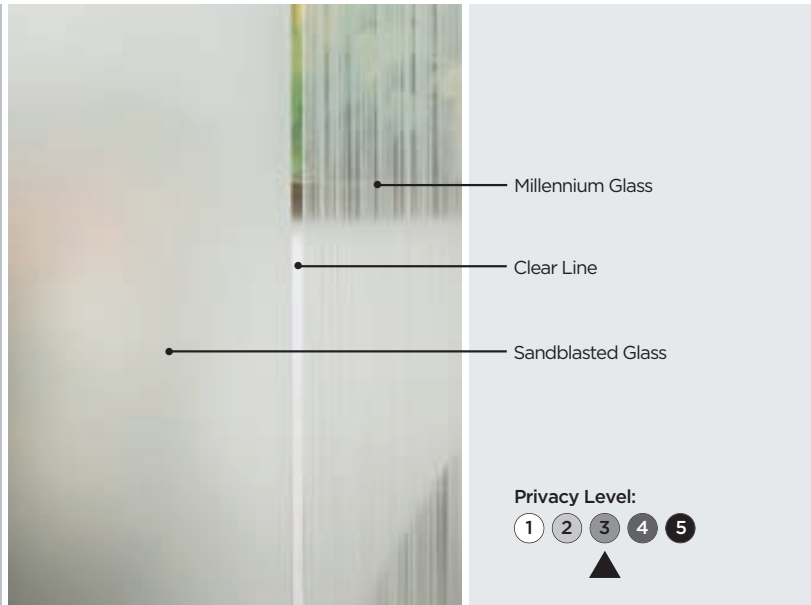 Millennium Glass
Clear Line
Sandblasted Glass
Privacy Level:
1 2 3 4 5